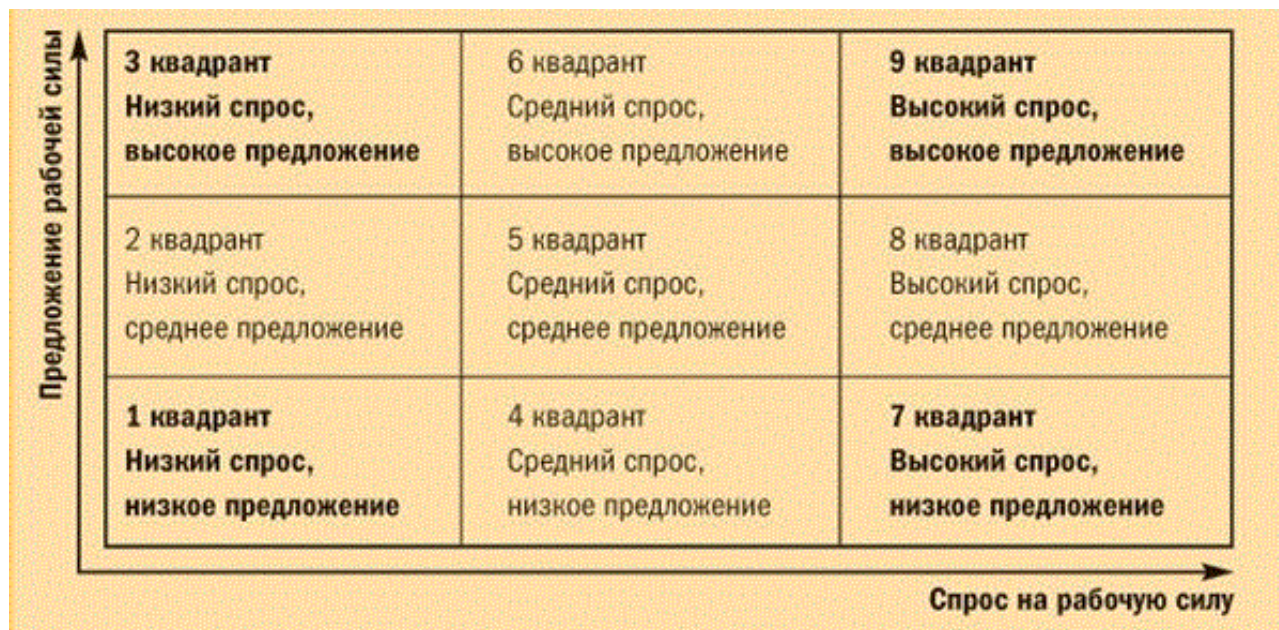 Предложение рабочей силы
3 квадрант
Низкий спрос,
высокое предложение
6 квадрант
Средний спрос,
высокое предложение
9 квадрант
Высокий спрос,
высокое предложение
2 квадрант
Низкий спрос,
среднее предложение
5 квадрант
Средний спрос,
среднее предложение
8 квадрант
Высокий спрос,
среднее предложение
1 квадрант
Низкий спрос,
низкое предложение
4 квадрант
Средний спрос,
низкое предложение
7 квадрант
Высокий спрос,
низкое предложение
Спрос на рабочую силу